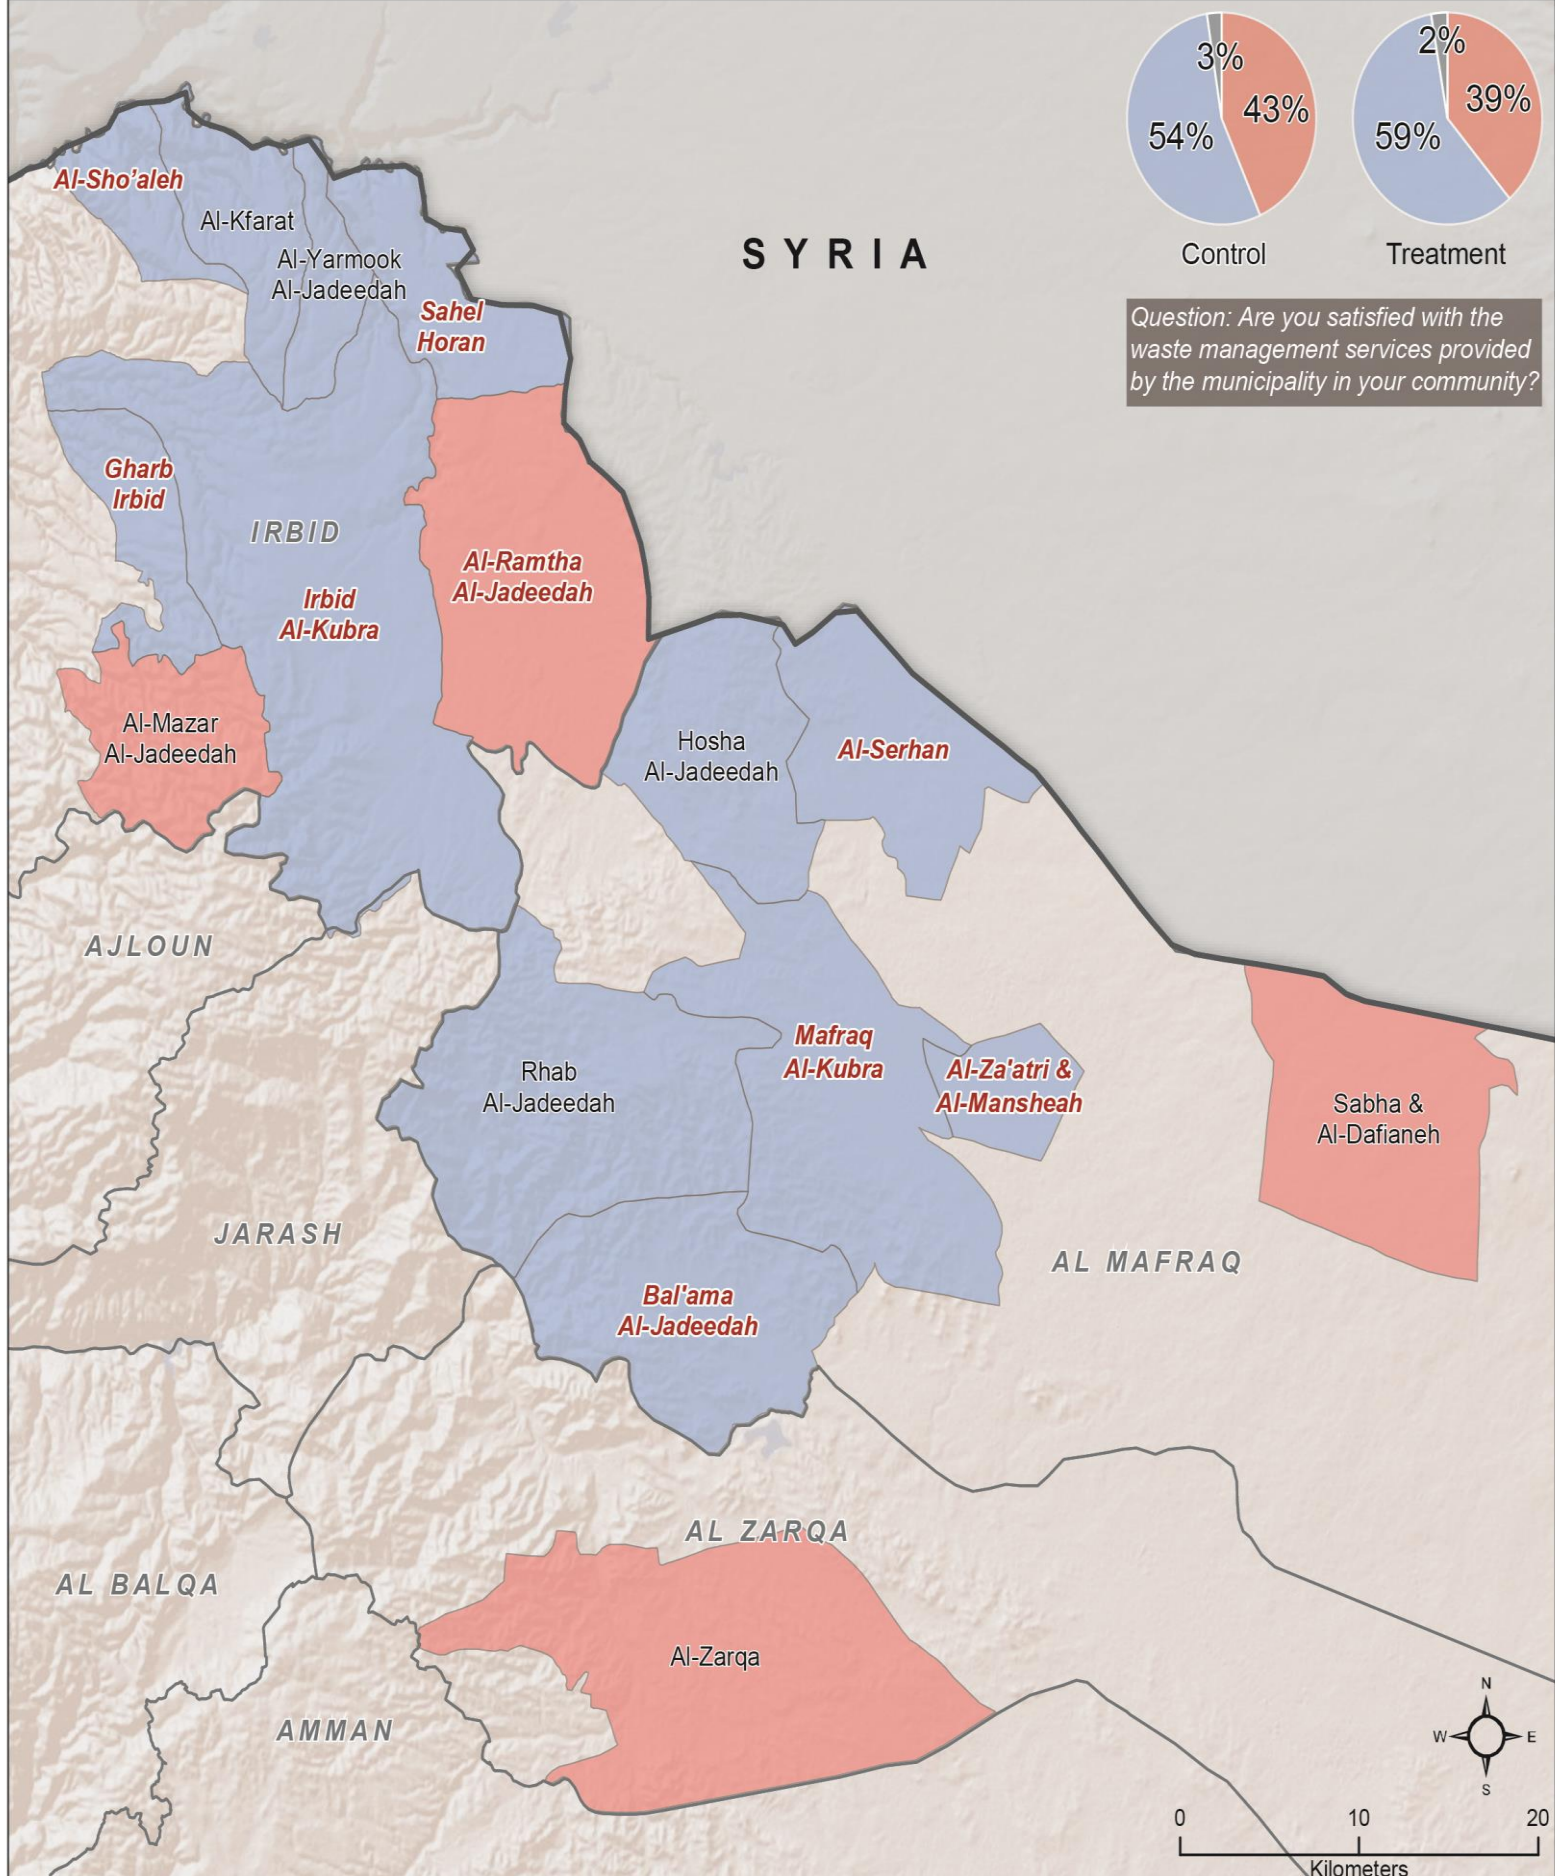 3%
43%
54%
Control
2%
39%
59%
Treatment
Question: Are you satisfied with the
waste management services provided
by the municipality in your community?
SYRIA
Al-Sho'aleh
Al-Kfarat
Al-Yarmook
Al-Jadeedah
Sahel
Horan
Gharb
Irbid
IRBID
Irbid
Al-Kubra
Al-Ramtha
Al-Jadeedah
Al-Mazar
Al-Jadeedah
Hosha
Al-Jadeedah
Al-Serhan
AJLOUN
Rhab
Al-Jadeedah
Mafraq
Al-Kubra
Al-Za'atri &
Al-Mansheah
Sabha &
Al-Dafianeh
JARASH
AL MAFRAQ
Bal'ama
Al-Jadeedah
AL ZARQA
AL BALQA
Al-Zarqa
AMMAN
N
W
E
S
0 10 20
Kilometers